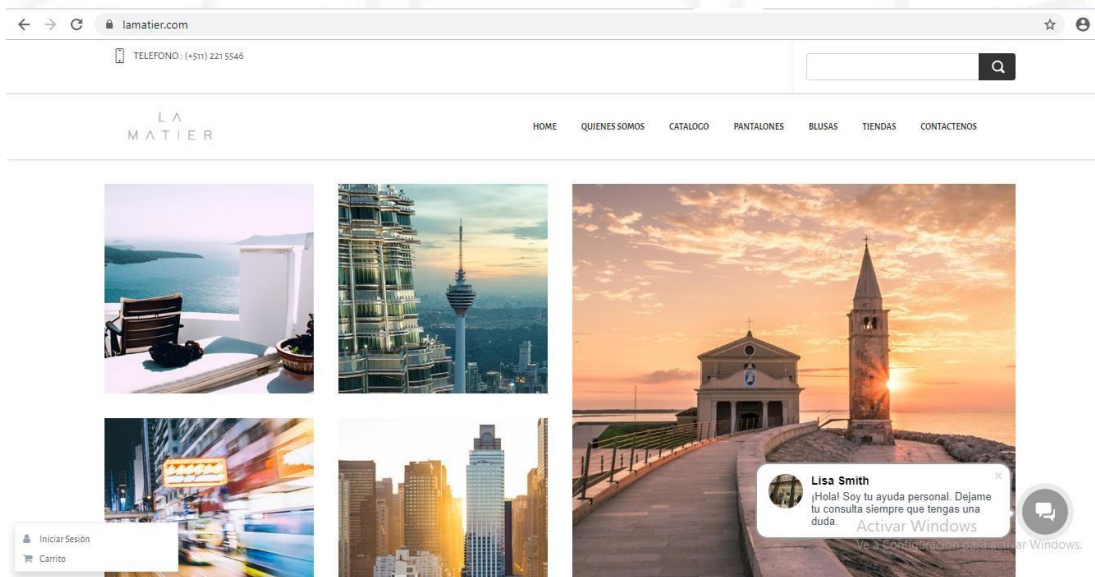 lamatier.com
TELEFONO : (+511) 221 5546
LA
MATIER
HOME QUIENES SOMOS CATALOGO PANTALONES BLUSAS TIENDAS CONTACTENOS
Lisa Smith
¡Hola! Soy tu ayuda personal. Dejame
tu consulta siempre que tengas una
duda.
Activar Windows
Ve a Configuración para activar Windows.
Iniciar Sesión
Carrito